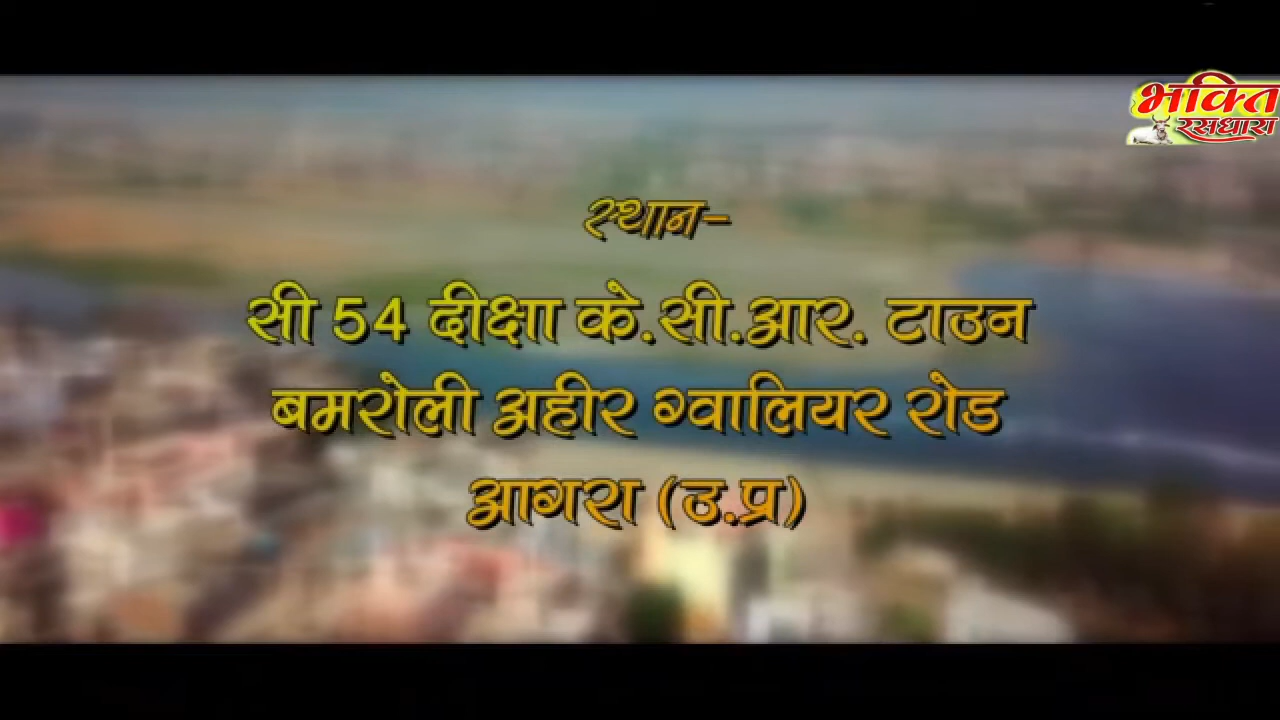 भक्ति
रसधारा
स्थान-
सी 54 दीक्षा के.सी.आर. टाउन
बमरोली अहीर ग्वालियर रोड
आगरा (उ.प्र)